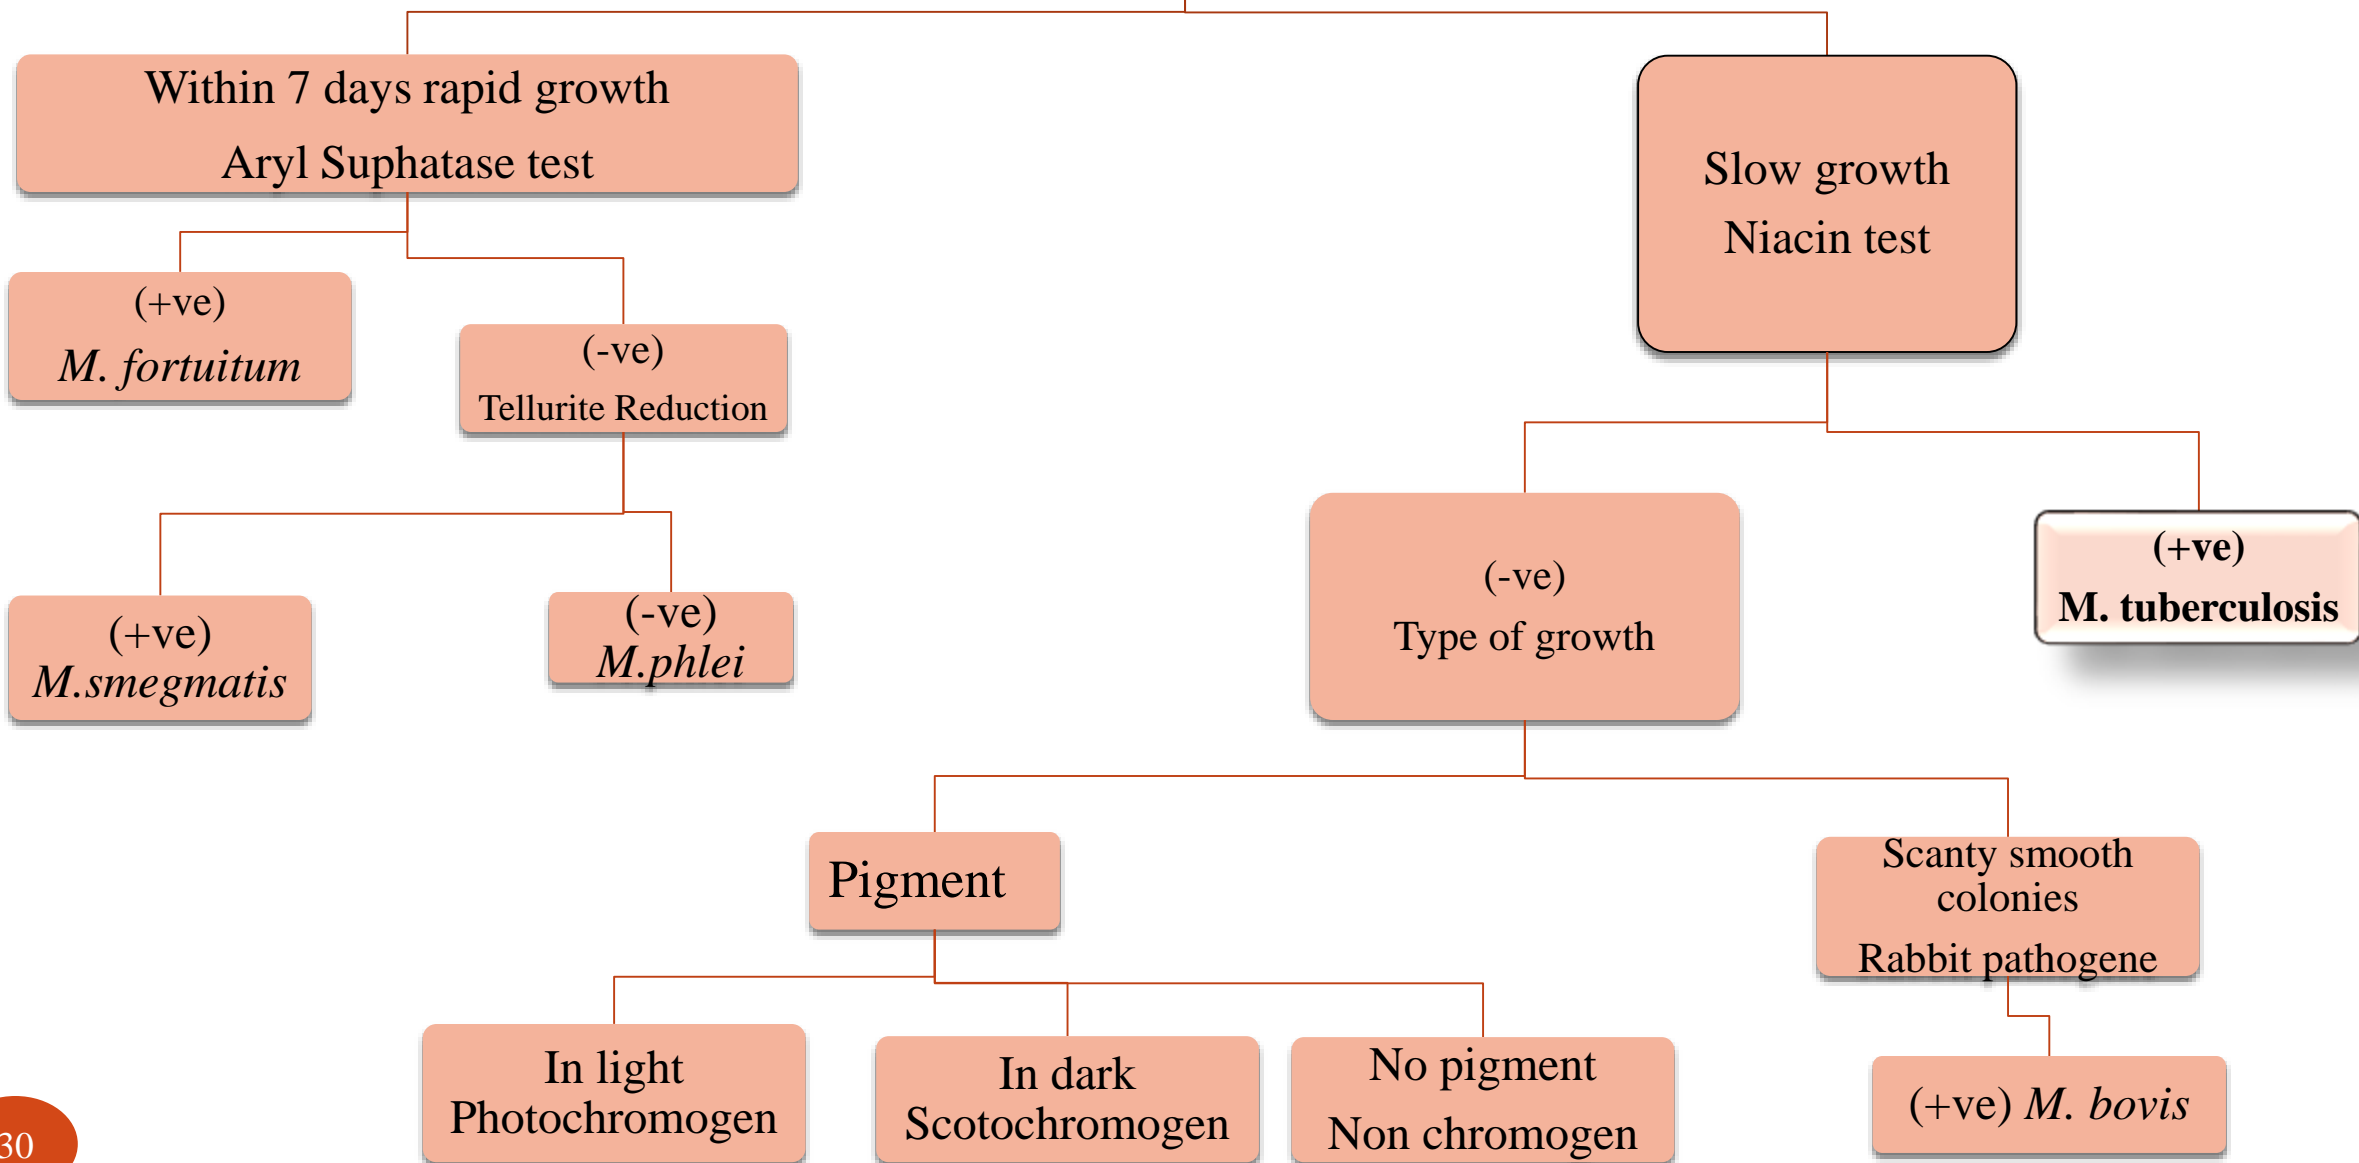 Within 7 days rapid growth
Aryl Suphatase test
Slow growth
Niacin test
(+ve)
M. fortuitum
(-ve)
Tellurite Reduction
(+ve)
M.smegmatis
(-ve)
M.phlei
(-ve)
Type of growth
(+ve)
M. tuberculosis
Pigment
Scanty smooth
colonies
Rabbit pathogene
In light
Photochromogen
In dark
Scotochromogen
No pigment
Non chromogen
(+ve) M. bovis
30